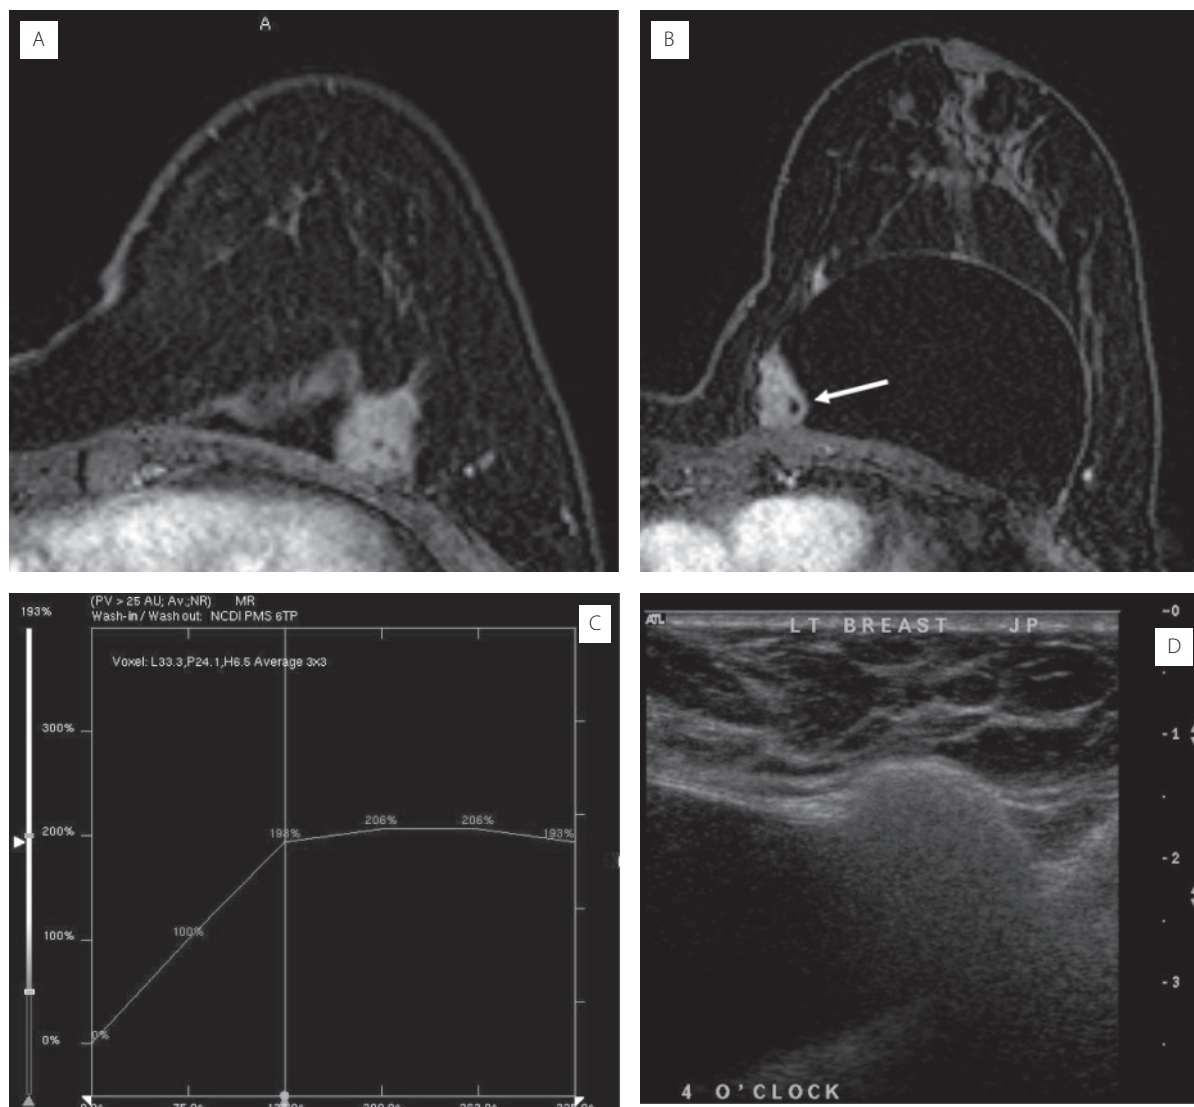 A
A
B
C
193%
(PV > 25 AU; Av.;NR) MR
Wash-in / Wash out: NCDI PMS 6TP
Voxel: L33.3,P24.1,H6.5 Average 3x3
300%
200%
100%
0%
0%
100%
193%
206%
206%
193%
D
ATL
LT BREAST JP
-0
-1
-2
-3
4 O'CLOCK